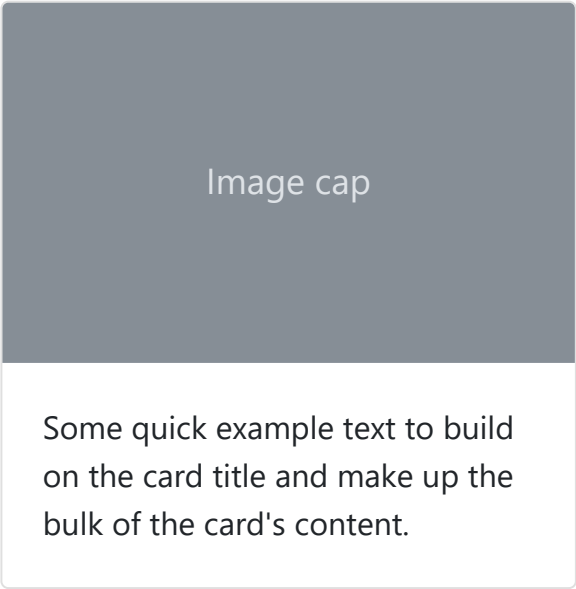 Image cap
Some quick example text to build
on the card title and make up the
bulk of the card's content.